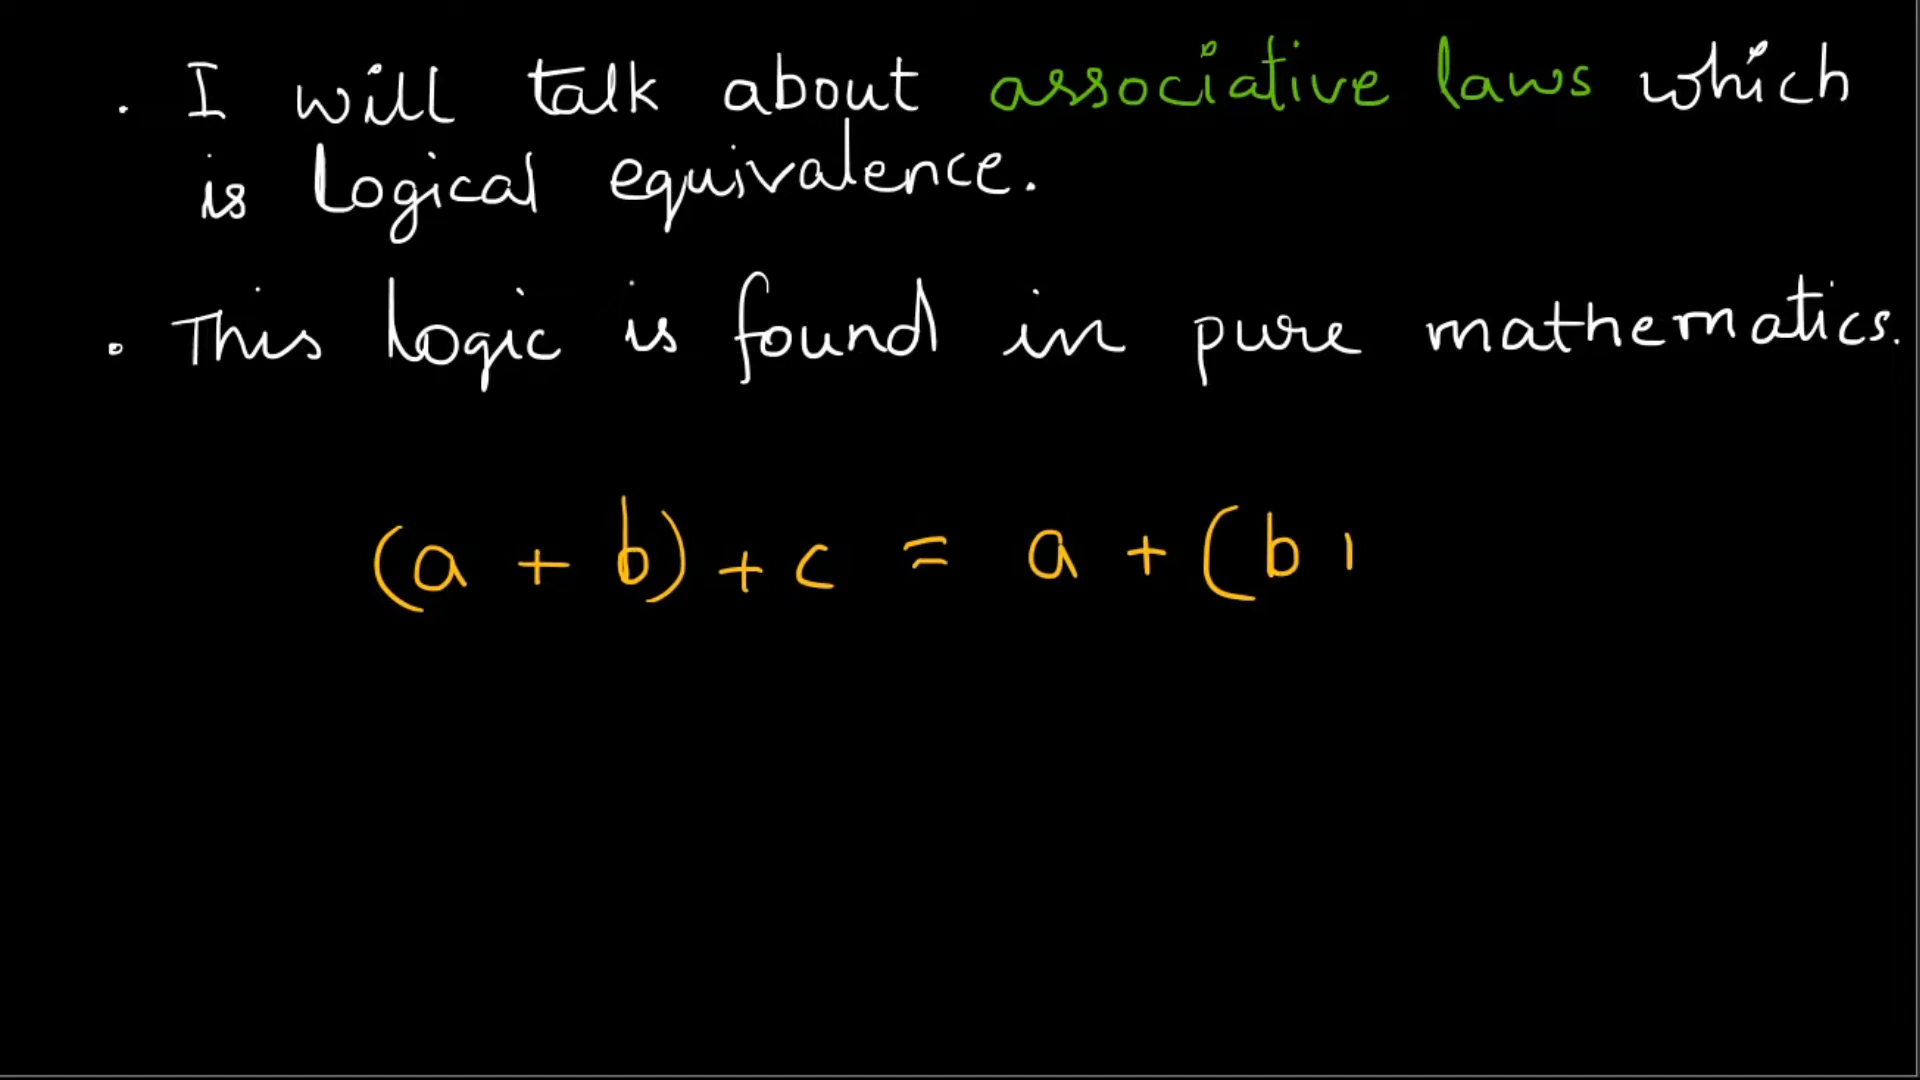 . I will talk about associative laws which
is Logical equivalence.
. This Logic is found in pure mathematics.
(a + b) + c = a + (b ı